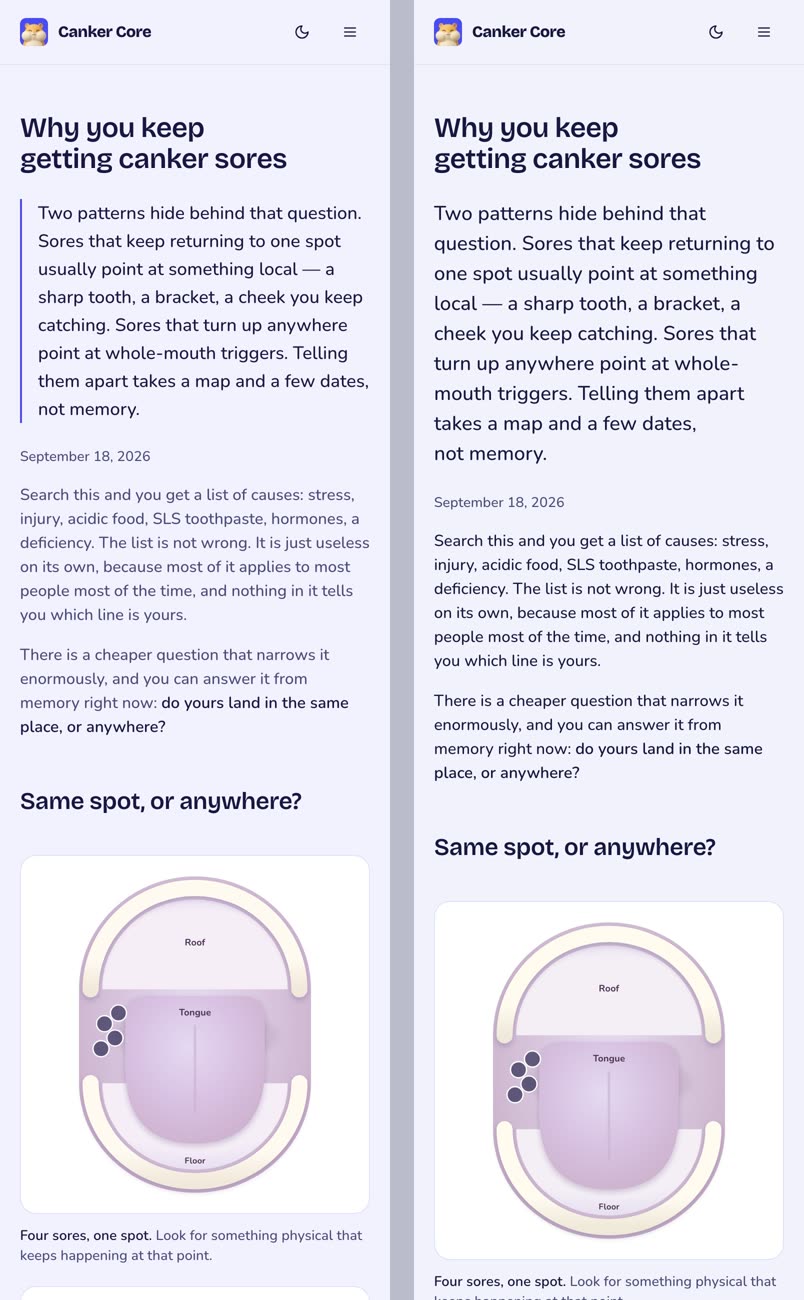 Canker Core
Why you keep
getting canker sores
Two patterns hide behind that question.
Sores that keep returning to one spot
usually point at something local — a
sharp tooth, a bracket, a cheek you keep
catching. Sores that turn up anywhere
point at whole-mouth triggers. Telling
them apart takes a map and a few dates,
not memory.
September 18, 2026
Search this and you get a list of causes: stress,
injury, acidic food, SLS toothpaste, hormones, a
deficiency. The list is not wrong. It is just useless
on its own, because most of it applies to most
people most of the time, and nothing in it tells
you which line is yours.
There is a cheaper question that narrows it
enormously, and you can answer it from
memory right now: do yours land in the same
place, or anywhere?
Same spot, or anywhere?
Roof
Tongue
Floor
Four sores, one spot. Look for something physical that
keeps happening at that point.
Canker Core
Why you keep
getting canker sores
Two patterns hide behind that
question. Sores that keep returning to
one spot usually point at something
local — a sharp tooth, a bracket, a
cheek you keep catching. Sores that
turn up anywhere point at whole-
mouth triggers. Telling them apart
takes a map and a few dates,
not memory.
September 18, 2026
Search this and you get a list of causes: stress,
injury, acidic food, SLS toothpaste, hormones, a
deficiency. The list is not wrong. It is just useless
on its own, because most of it applies to most
people most of the time, and nothing in it tells
you which line is yours.
There is a cheaper question that narrows it
enormously, and you can answer it from
memory right now: do yours land in the same
place, or anywhere?
Same spot, or anywhere?
Roof
Tongue
Floor
Four sores, one spot. Look for something physical that